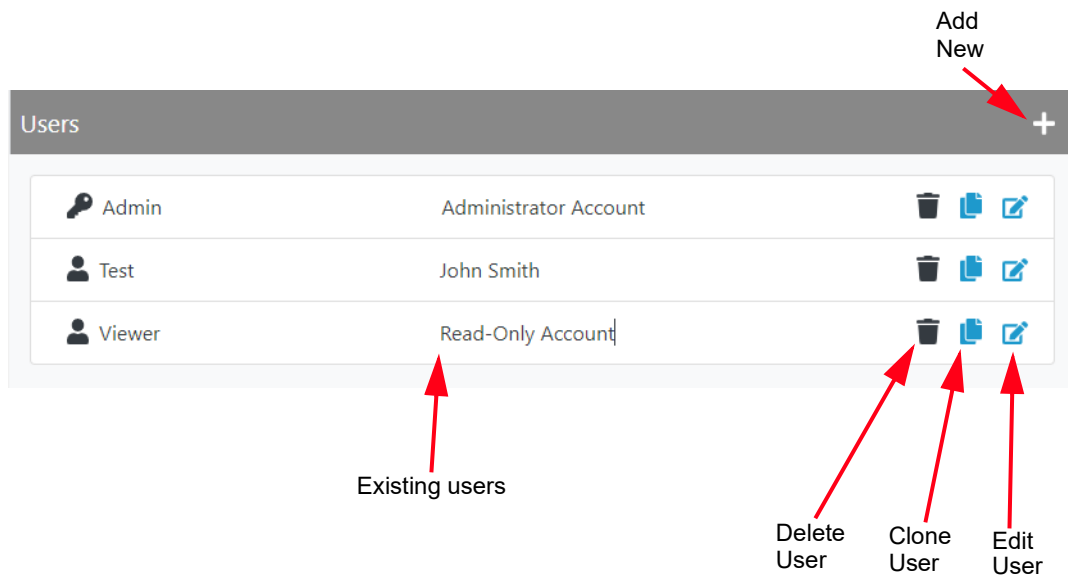 Add
New
Users
Admin Administrator Account
Test John Smith
Viewer Read-Only Account
Existing users
Delete
User
Clone
User
Edit
User